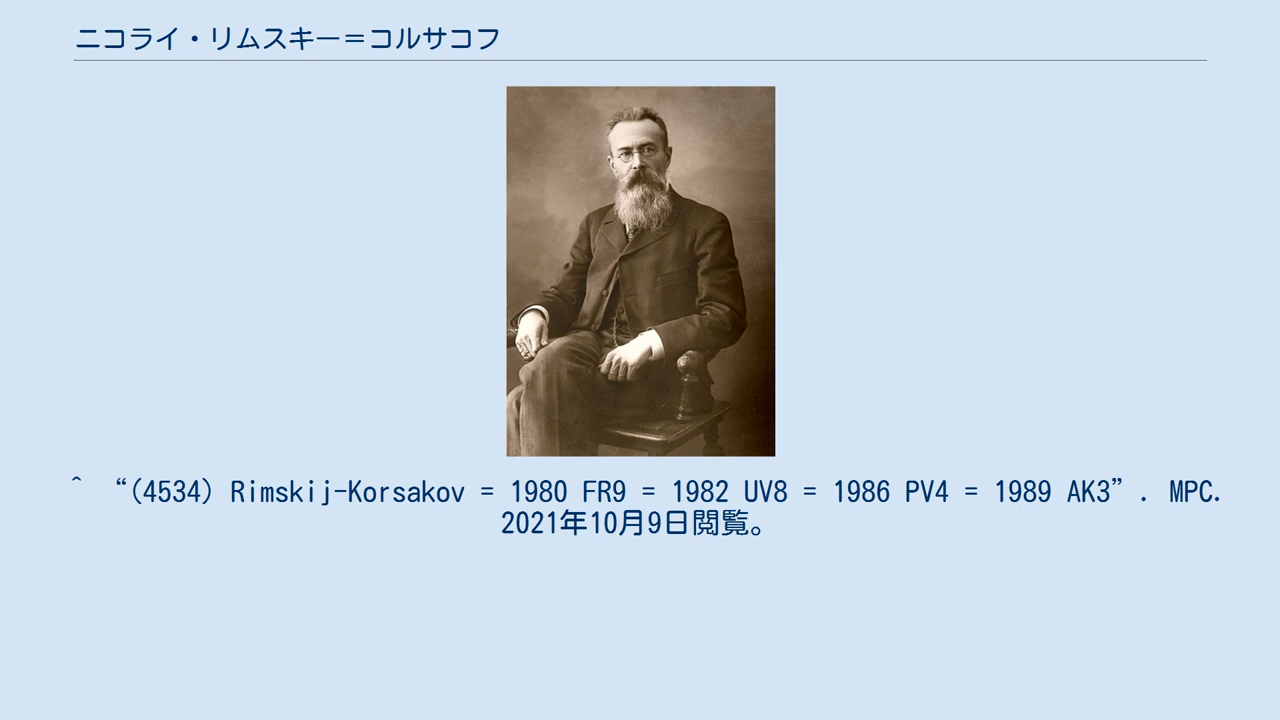 ニコライ・リムスキー＝コルサコフ
^ “(4534) Rimskij-Korsakov = 1980 FR9 = 1982 UV8 = 1986 PV4 = 1989 AK3”. MPC.
2021年10月9日閲覧。